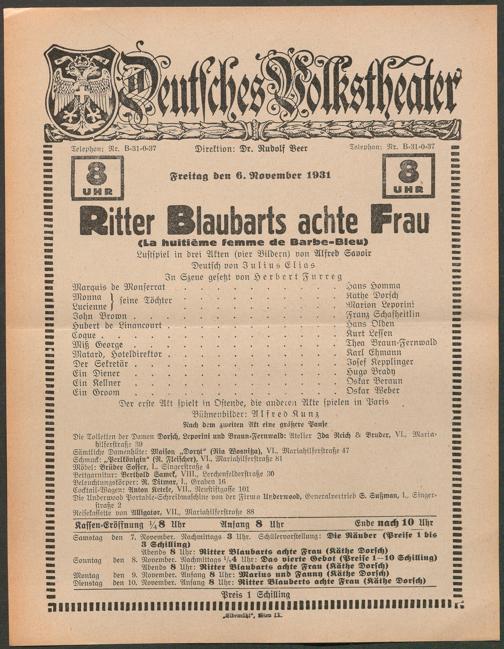 Deutsches Volkstheater
Telephon: Nr. B-31-0-37 Direktion: Dr. Rudolf Beer Telephon: Nr. B-31-0-37
8 UHR Freitag den 6. November 1931 8 UHR
Ritter Blaubarts achte Frau
(La huitième femme de Barbe-Bleu)
Lustspiel in drei Akten (vier Bildern) von Alfred Savoir
Deutsch von Julius Elias
In Szene gesetzt von Herbert Furreg
Marquis de Monferrat Hans Homma
Monna } seine Töchter Käthe Dorsch
Lucienne } Marion Leporini
John Brown Franz Schafheitlin
Hubert de Linancourt Hans Olden
Coque Kurt Lessen
Miß George Thea Braun-Fernwald
Matard, Hoteldirektor Karl Ehmann
Der Sekretär Josef Kepplinger
Ein Diener Hugo Brady
Ein Kellner Oskar Beraun
Ein Groom Oskar Weber
Der erste Akt spielt in Ostende, die anderen Akte spielen in Paris
Bühnenbilder: Alfred Kunz
Nach dem zweiten Akt eine größere Pause
Die Toiletten der Damen Dorsch, Leporini und Braun-Fernwald: Atelier Ida Reich & Bruder, VI., Maria-
hilferstraße 39
Sämtliche Damenhüte: Maison „Doryt" (Ria Wosnitza), VI., Mariahilferstraße 47
Schmuck: „Perlkönigin" (R. Fleischer), VI., Mariahilferstraße 81
Möbel: Brüder Soffer, I., Singerstraße 4
Bettgarnitur: Berthold Samek, VIII., Lerchenfelderstraße 30
Beleuchtungskörper: R. Ditmar, I., Graben 16
Cocktail-Wagen: Anton Kriele, VII., Neustiftgasse 101
Die Underwood Portable-Schreibmaschine von der Firma Underwood, Generalvertrieb S. Sußman, I., Singer-
straße 2
Reisekoffer von Alligator, VII., Mariahilferstraße 88
Kassen-Eröffnung ½8 Uhr Anfang 8 Uhr Ende nach 10 Uhr
Samstag den 7. November. Nachmittags 3 Uhr. Schülervorstellung: Die Räuber (Preise 1 bis
3 Schilling)
Abends 8 Uhr: Ritter Blaubarts achte Frau (Käthe Dorsch)
Sonntag den 8. November. Nachmittags ½4 Uhr: Das vierte Gebot (Preise 1—10 Schilling)
Abends 8 Uhr: Ritter Blaubarts achte Frau (Käthe Dorsch)
Montag den 9. November. Anfang 8 Uhr: Marius und Fanny (Käthe Dorsch)
Dienstag den 10. November. Anfang 8 Uhr: Ritter Blaubarts achte Frau (Käthe Dorsch)
Preis 1 Schilling